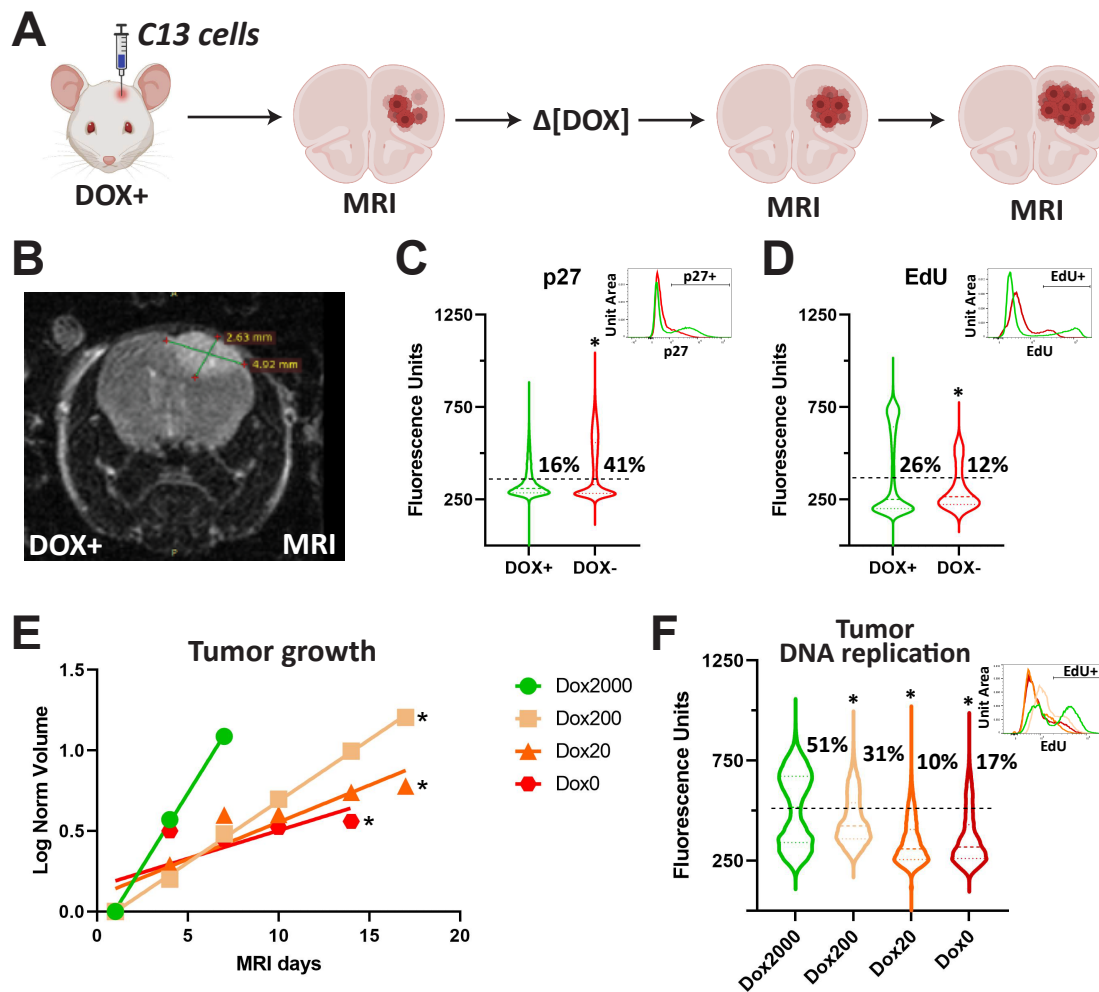 A
C13 cells
DOX+
MRI
Δ[DOX]
MRI
MRI
B
A
2.63 mm
4.92 mm
P
DOX+
MRI
C
p27
Fluorescence Units
1250
750
250
*
16%
41%
DOX+
DOX-
Unit Area
p27+
p27
D
EdU
Fluorescence Units
1250
750
250
*
26%
12%
DOX+
DOX-
Unit Area
EdU+
EdU
E
Tumor growth
Log Norm Volume
1.5
1.0
0.5
0.0
0
5
10
15
20
MRI days
*
*
*
Dox2000
Dox200
Dox20
Dox0
F
Tumor
DNA replication
Fluorescence Units
1250
750
250
51%
*
31%
*
10%
*
17%
Dox2000
Dox200
Dox20
Dox0
Unit Area
EdU+
EdU